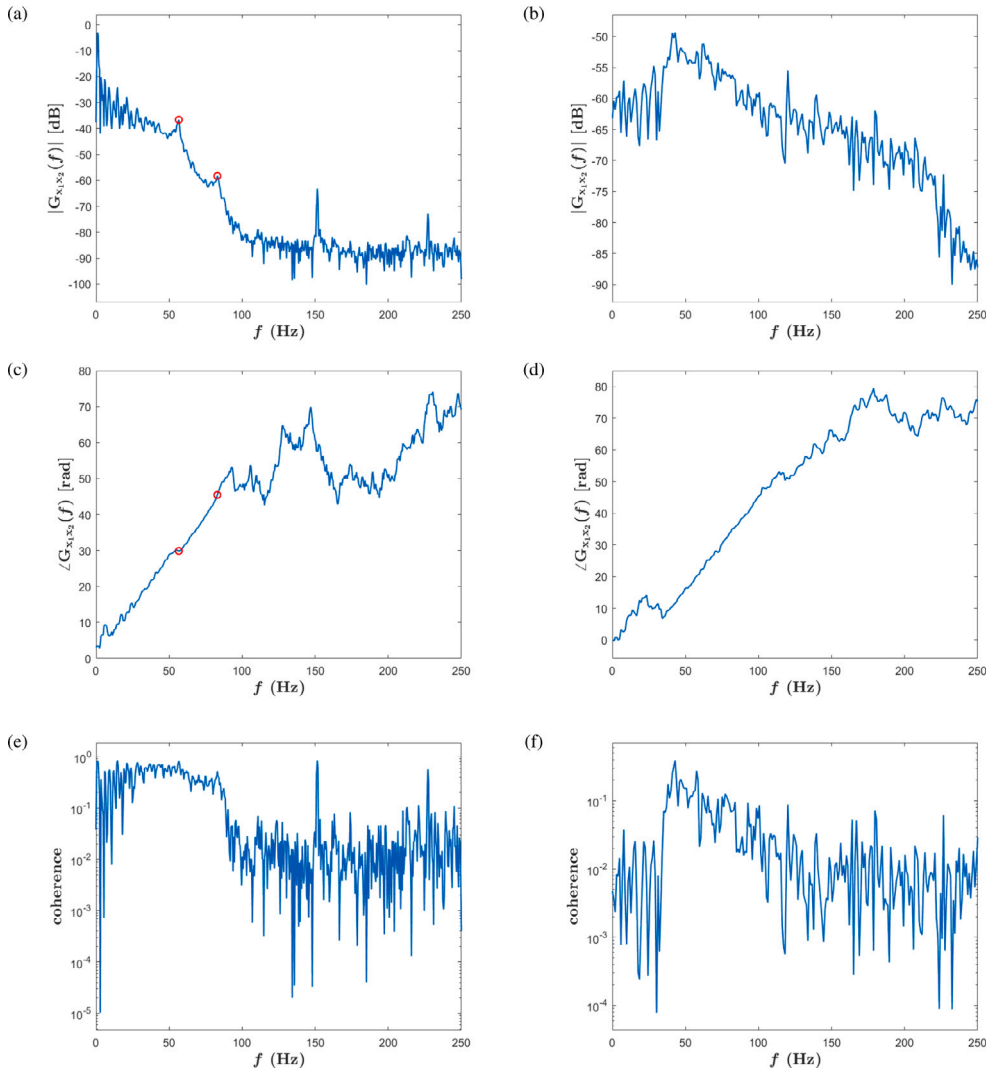 (a)
(b)
0
-10
-20
-30
-40
-50
-60
-70
-80
-90
-100
|G_{x_1x_2}(f)| [dB]
0 50 100 150 200 250
f (Hz)
-50
-55
-60
-65
-70
-75
-80
-85
-90
|G_{x_1x_2}(f)| [dB]
0 50 100 150 200 250
f (Hz)
(c)
(d)
80
70
60
50
40
30
20
10
0
∠G_{x_1x_2}(f) [rad]
0 50 100 150 200 250
f (Hz)
80
70
60
50
40
30
20
10
0
∠G_{x_1x_2}(f) [rad]
0 50 100 150 200 250
f (Hz)
(e)
(f)
10^0
10^-1
10^-2
10^-3
10^-4
10^-5
coherence
0 50 100 150 200 250
f (Hz)
10^-1
10^-2
10^-3
10^-4
coherence
0 50 100 150 200 250
f (Hz)